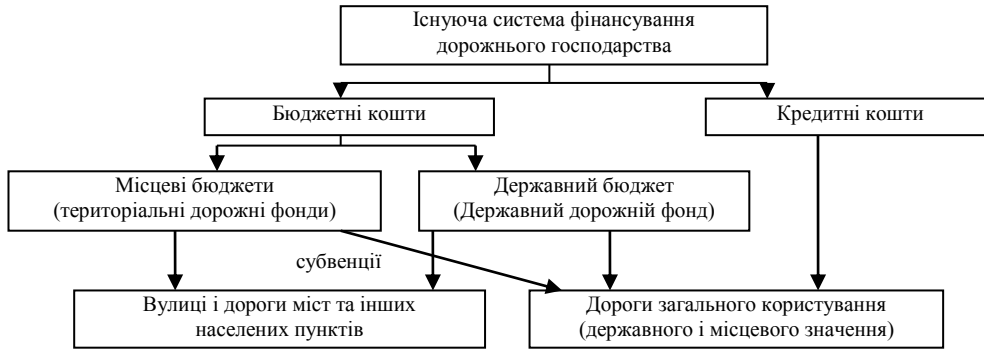 Існуюча система фінансування
дорожнього господарства
Бюджетні кошти
Кредитні кошти
Місцеві бюджети
(територіальні дорожні фонди)
Державний бюджет
(Державний дорожній фонд)
субвенції
Вулиці і дороги міст та інших
населених пунктів
Дороги загального користування
(державного і місцевого значення)